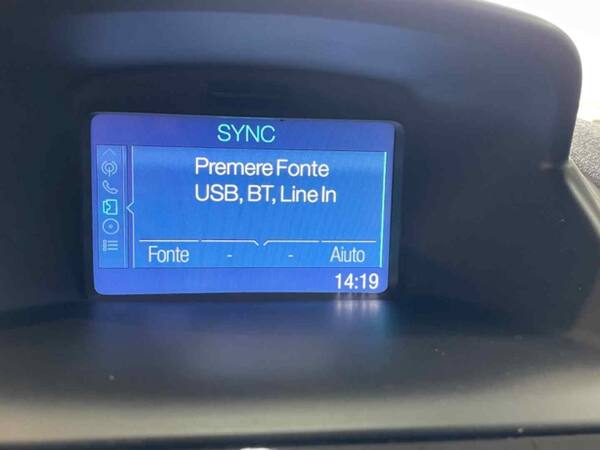 SYNC
Premere Fonte
USB, BT, Line In
Fonte - - Aiuto
14:19